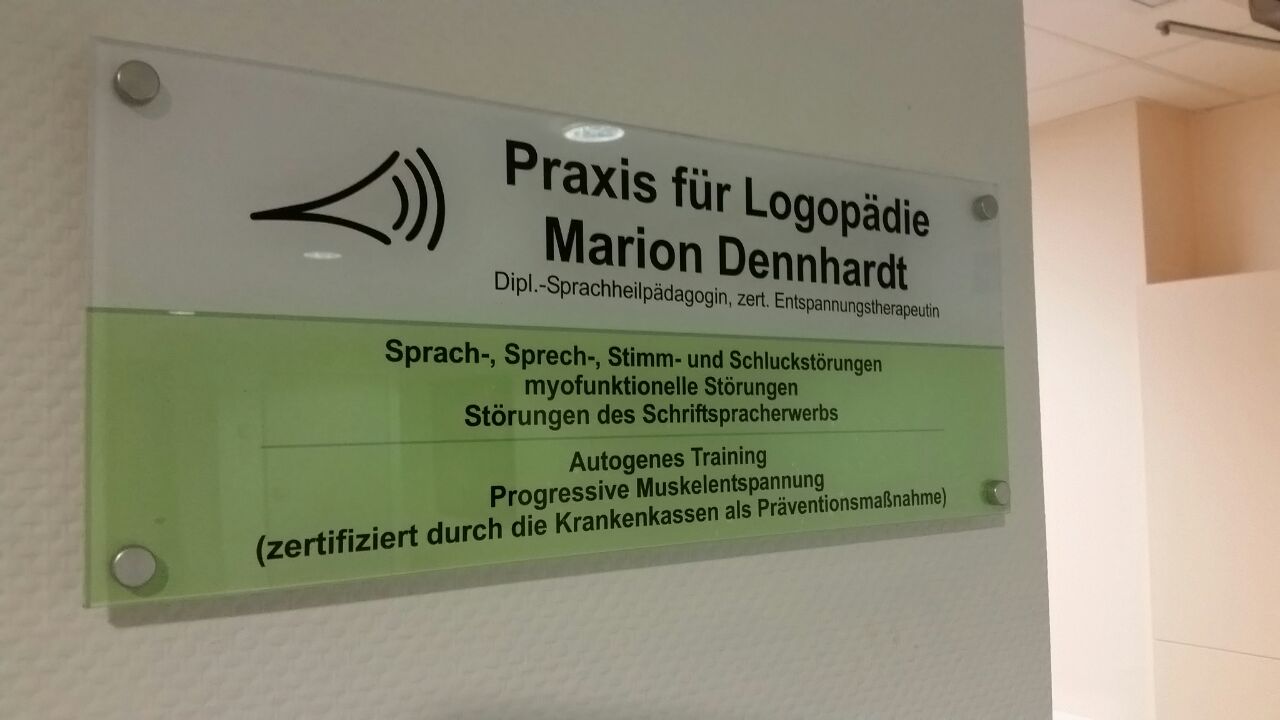 Praxis für Logopädie
Marion Dennhardt
Dipl.-Sprachheilpädagogin, zert. Entspannungstherapeutin
Sprach-, Sprech-, Stimm- und Schluckstörungen
myofunktionelle Störungen
Störungen des Schriftspracherwerbs
Autogenes Training
Progressive Muskelentspannung
(zertifiziert durch die Krankenkassen als Präventionsmaßnahme)